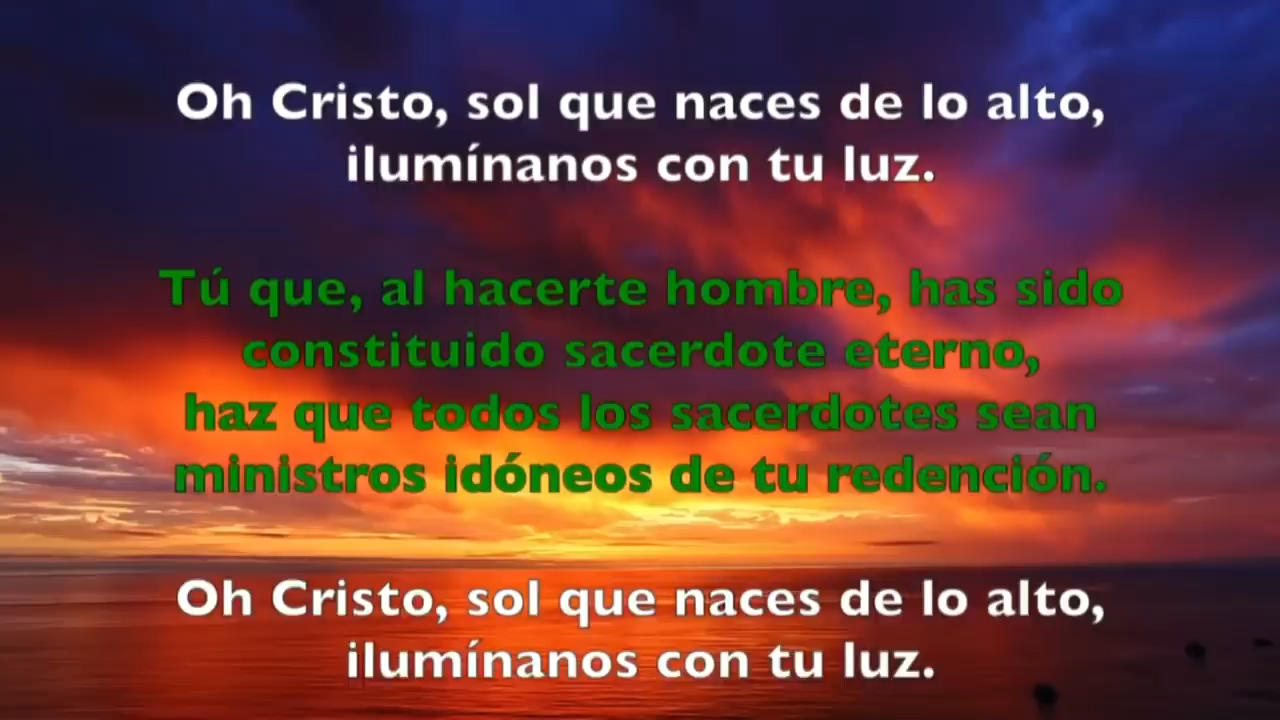 Oh Cristo, sol que naces de lo alto,
ilumínanos con tu luz.
Tú que, al hacerte hombre, has sido
constituido sacerdote eterno,
haz que todos los sacerdotes sean
ministros idóneos de tu redención.
Oh Cristo, sol que naces de lo alto,
ilumínanos con tu luz.